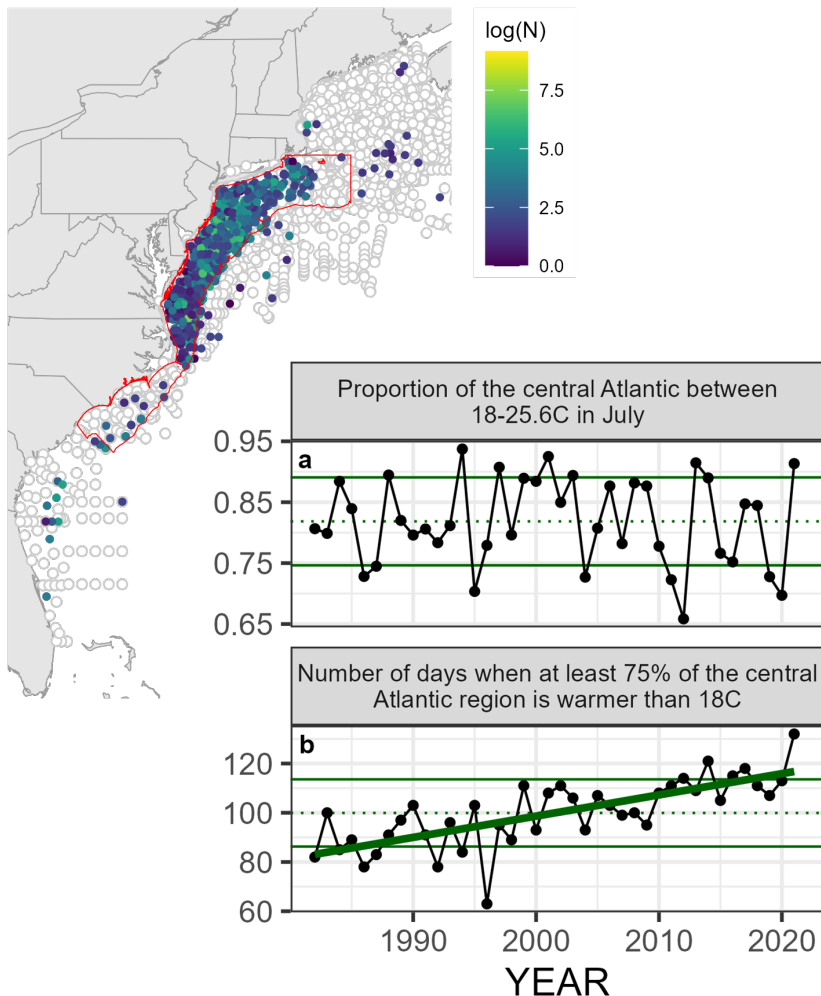 log(N)
7.5
5.0
2.5
0.0
Proportion of the central Atlantic between
18-25.6C in July
a
0.95
0.85
0.75
0.65
Number of days when at least 75% of the central
Atlantic region is warmer than 18C
b
120
100
80
60
1990 2000 2010 2020
YEAR